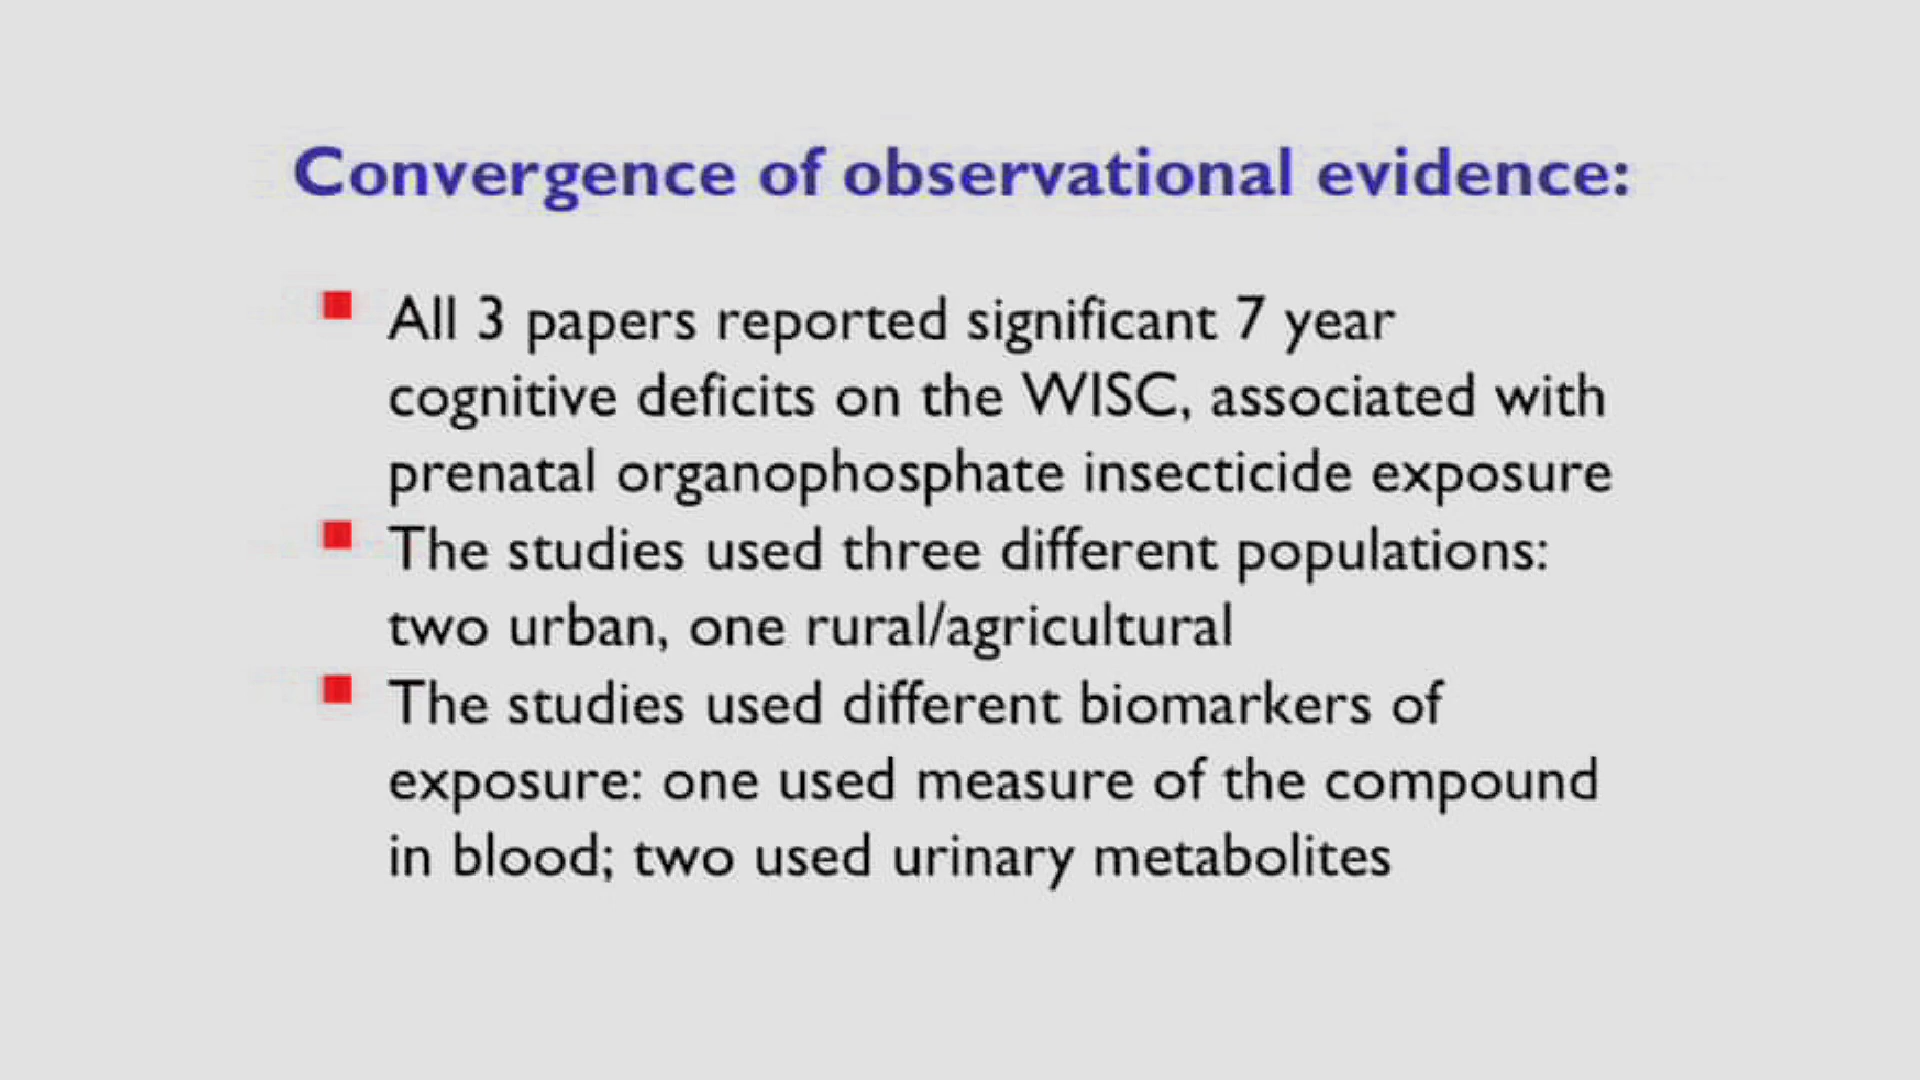 Convergence of observational evidence:
All 3 papers reported significant 7 year
cognitive deficits on the WISC, associated with
prenatal organophosphate insecticide exposure
The studies used three different populations:
two urban, one rural/agricultural
The studies used different biomarkers of
exposure: one used measure of the compound
in blood; two used urinary metabolites